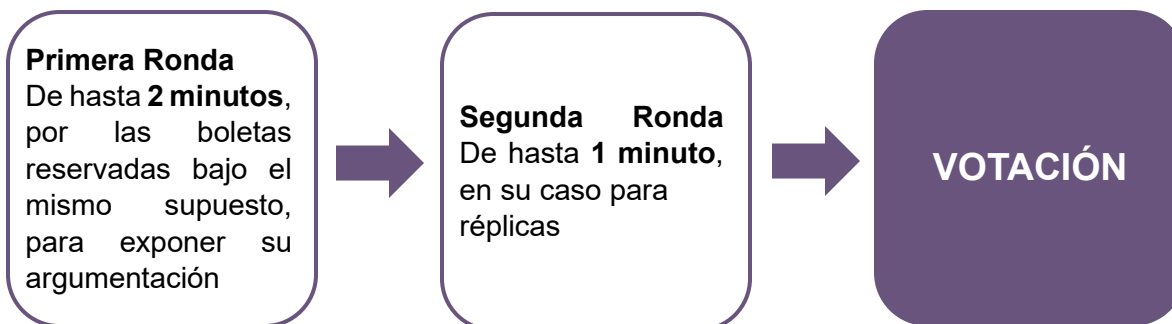 Primera Ronda
De hasta 2 minutos,
por las boletas
reservadas bajo el
mismo supuesto,
para exponer su
argumentación
Segunda Ronda
De hasta 1 minuto,
en su caso para
réplicas
VOTACIÓN